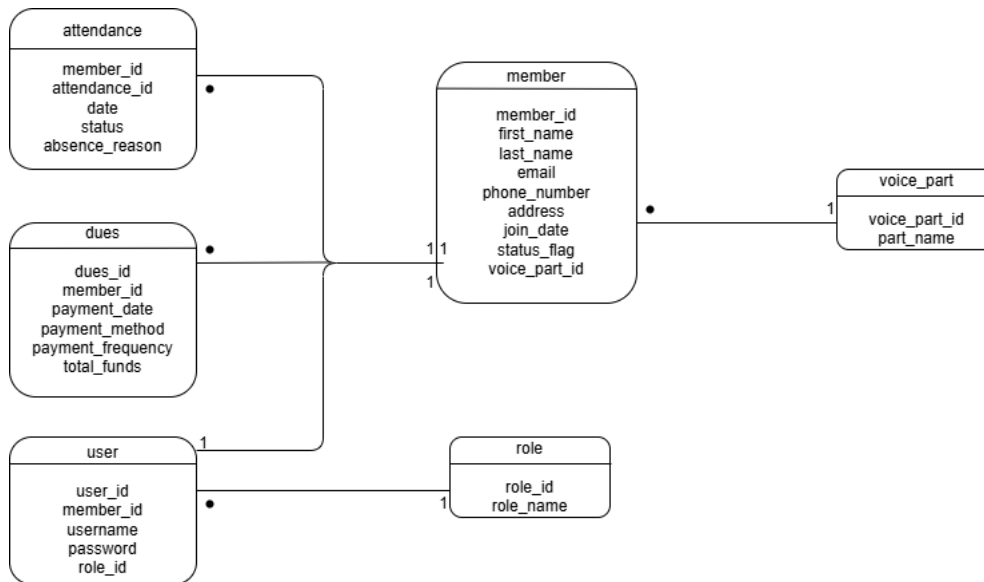 attendance
member_id
attendance_id
date
status
absence_reason
member
member_id
first_name
last_name
email
phone_number
address
join_date
status_flag
voice_part_id
voice_part
voice_part_id
part_name
1
dues
dues_id
member_id
payment_date
payment_method
payment_frequency
total_funds
1 1
1
user
user_id
member_id
username
password
role_id
1
role
role_id
role_name
1